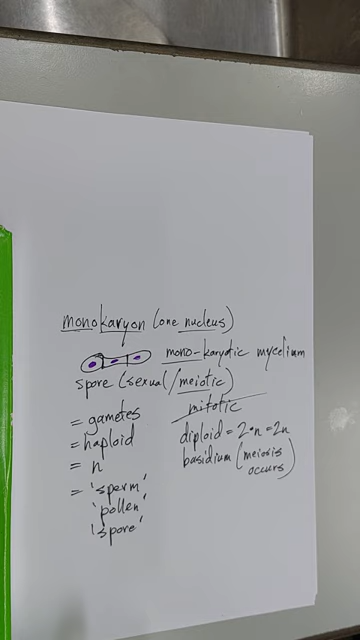 monokaryon (one nucleus)
mono-karyotic mycelium
spore (sexual/meiotic)
mitotic
= gametes
= haploid
= n
= 'sperm'
'pollen'
'spore'
diploid = 2•n = 2n
basidium (meiosis
occurs)